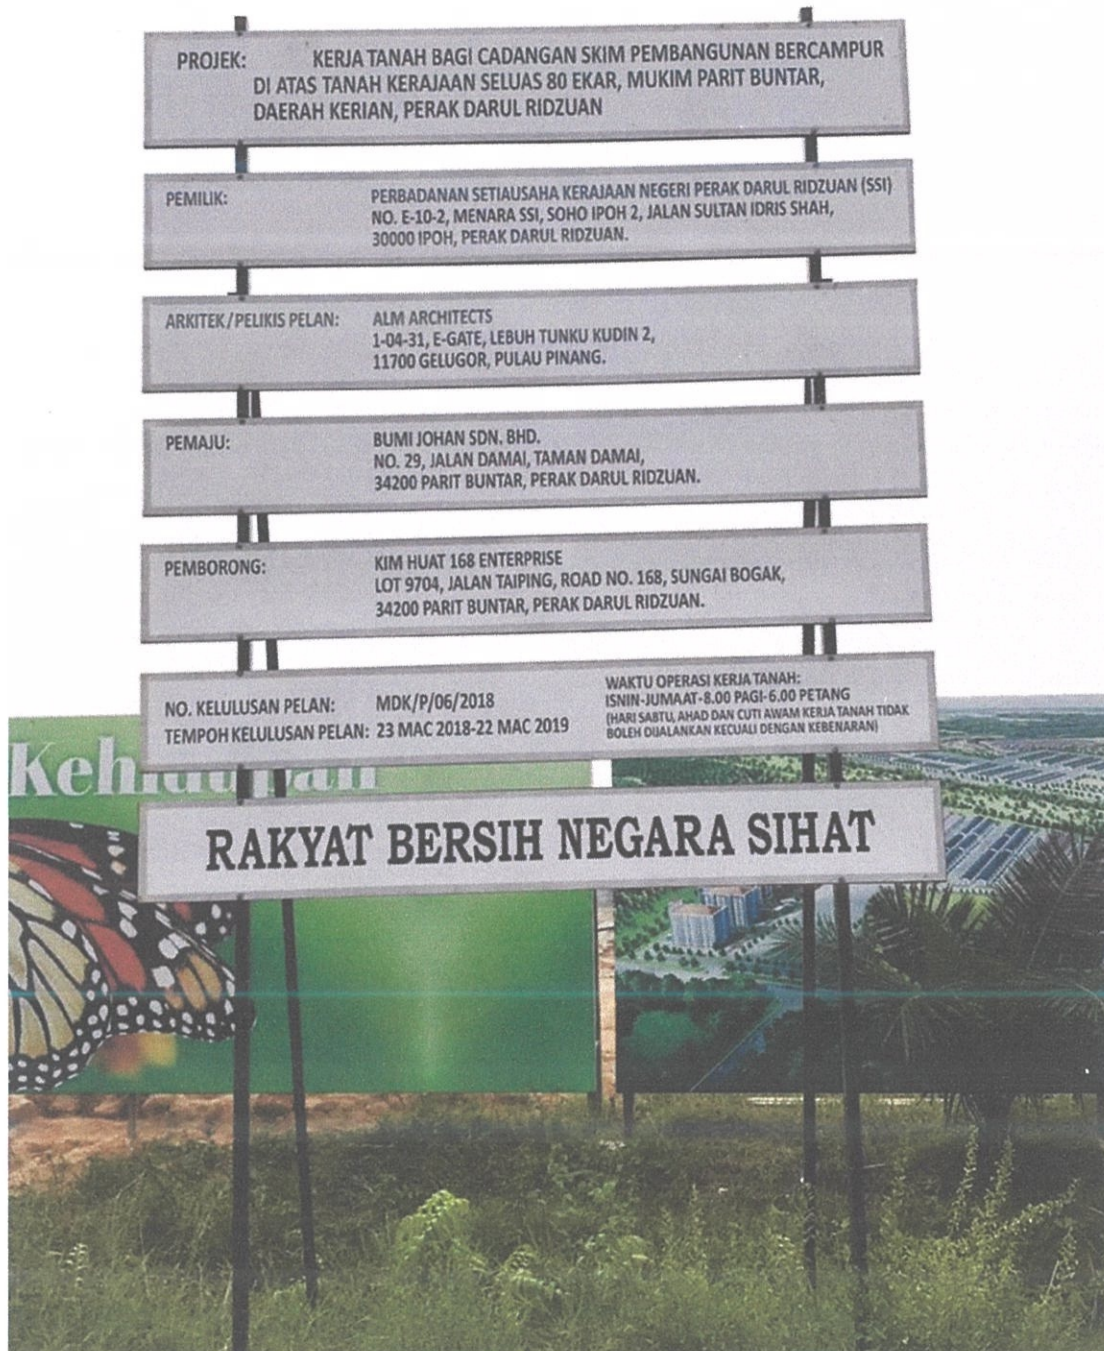 PROJEK: KERJA TANAH BAGI CADANGAN SKIM PEMBANGUNAN BERCAMPUR
DI ATAS TANAH KERAJAAN SELUAS 80 EKAR, MUKIM PARIT BUNTAR,
DAERAH KERIAN, PERAK DARUL RIDZUAN
PEMILIK: PERBADANAN SETIAUSAHA KERAJAAN NEGERI PERAK DARUL RIDZUAN (SSI)
NO. E-10-2, MENARA SSI, SOHO IPOH 2, JALAN SULTAN IDRIS SHAH,
30000 IPOH, PERAK DARUL RIDZUAN.
ARKITEK/PELIKIS PELAN: ALM ARCHITECTS
1-04-31, E-GATE, LEBUH TUNKU KUDIN 2,
11700 GELUGOR, PULAU PINANG.
PEMAJU: BUMI JOHAN SDN. BHD.
NO. 29, JALAN DAMAI, TAMAN DAMAI,
34200 PARIT BUNTAR, PERAK DARUL RIDZUAN.
PEMBORONG: KIM HUAT 168 ENTERPRISE
LOT 9704, JALAN TAIPING, ROAD NO. 168, SUNGAI BOGAK,
34200 PARIT BUNTAR, PERAK DARUL RIDZUAN.
NO. KELULUSAN PELAN: MDK/P/06/2018
TEMPOH KELULUSAN PELAN: 23 MAC 2018-22 MAC 2019
WAKTU OPERASI KERJA TANAH:
ISNIN-JUMAAT-8.00 PAGI-6.00 PETANG
(HARI SABTU, AHAD DAN CUTI AWAM KERJA TANAH TIDAK
BOLEH DIJALANKAN KECUALI DENGAN KEBENARAN)
Kehidupan
RAKYAT BERSIH NEGARA SIHAT